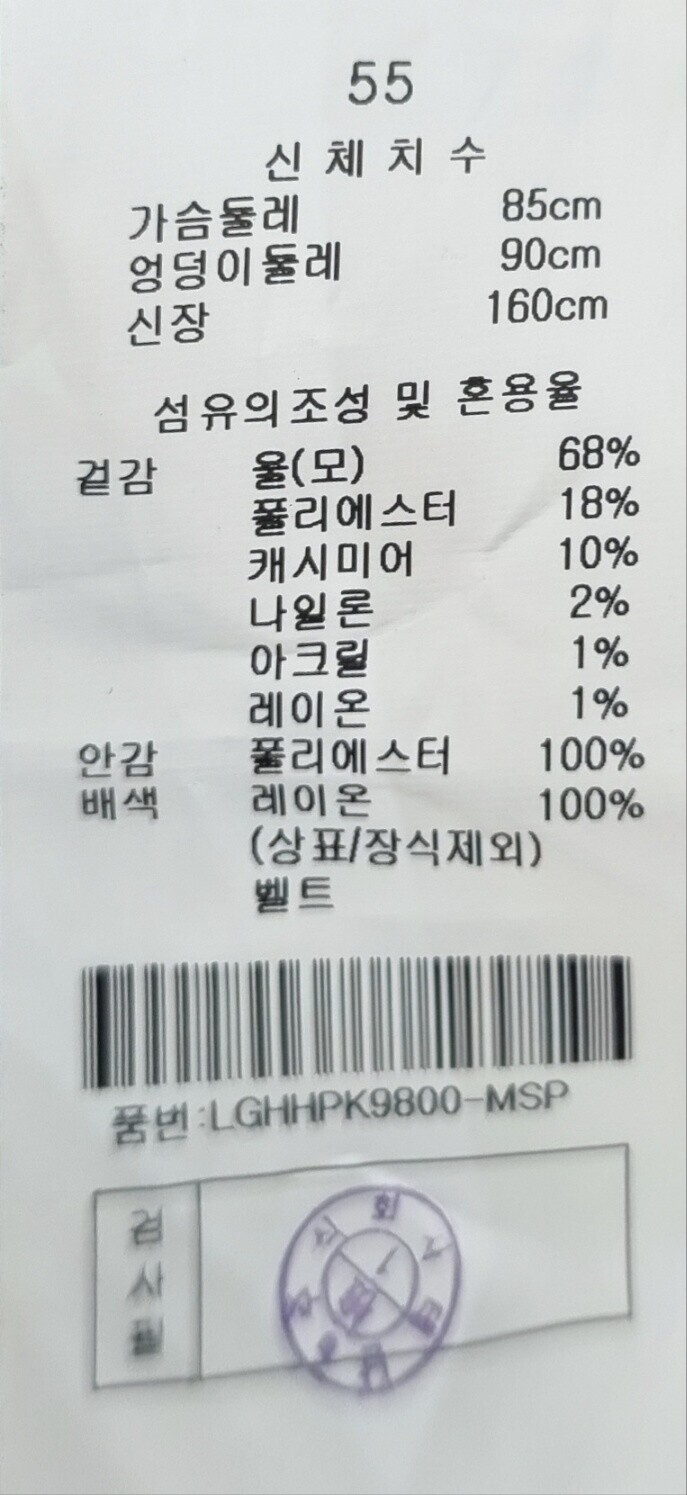 55
신체치수
가슴둘레 85cm
엉덩이둘레 90cm
신장 160cm
섬유의조성 및 혼용율
겉감 울(모) 68%
폴리에스터 18%
캐시미어 10%
나일론 2%
아크릴 1%
레이온 1%
안감 폴리에스터 100%
배색 레이온 100%
(상표/장식제외)
벨트
품번:LGHHPK9800-MSP
검사필